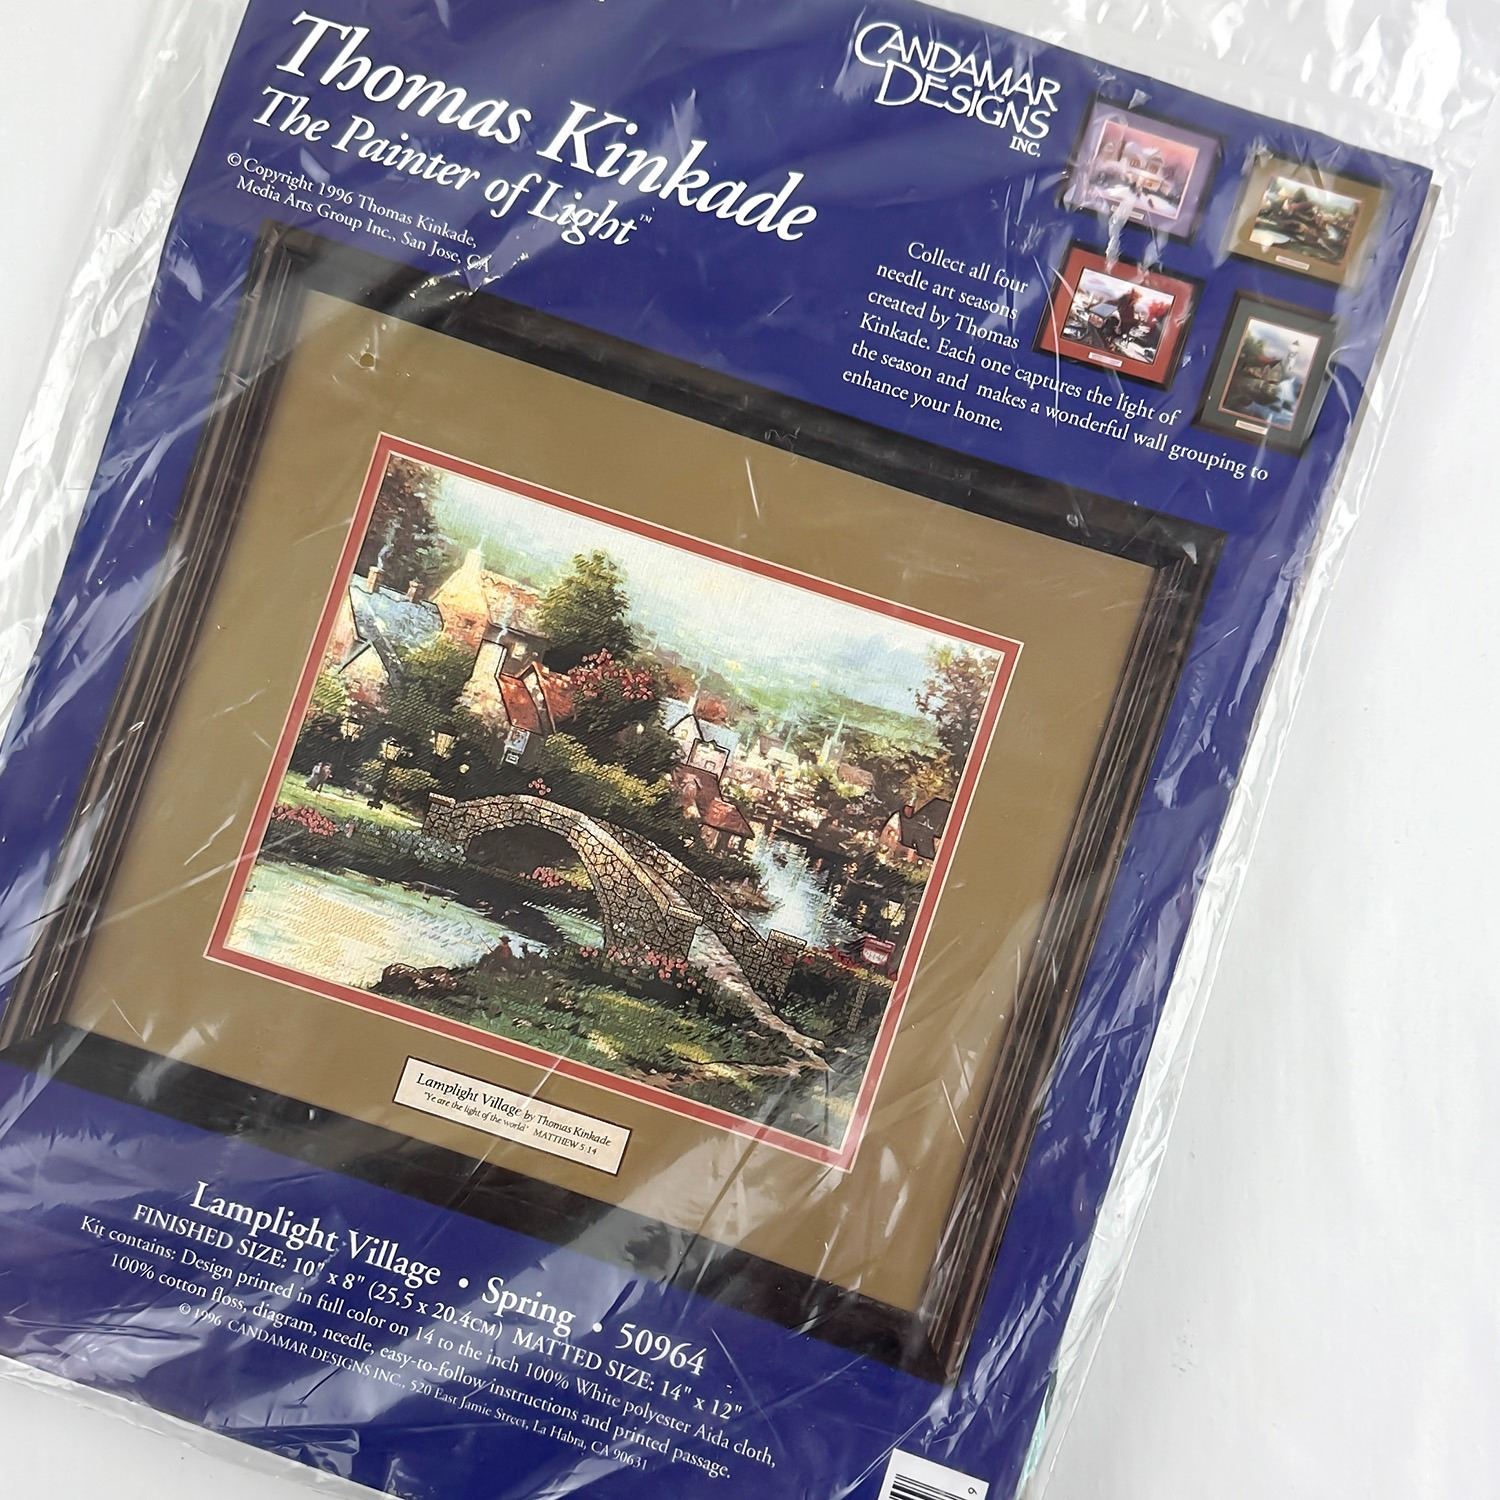 Thomas Kinkade
The Painter of Light™
© Copyright 1996 Thomas Kinkade,
Media Arts Group Inc., San Jose, CA
CANDAMAR
DESIGNS
INC.
Collect all four
needle art seasons
created by Thomas
Kinkade. Each one captures the light of
the season and makes a wonderful wall grouping to
enhance your home.
Lamplight Village by Thomas Kinkade
"Ye are the light of the world" MATTHEW 5:14
Lamplight Village • Spring • 50964
FINISHED SIZE: 10" x 8" (25.5 x 20.4CM) MATTED SIZE: 14" x 12"
Kit contains: Design printed in full color on 14 to the inch 100% White polyester Aida cloth,
100% cotton floss, diagram, needle, easy-to-follow instructions and printed passage.
© 1996 CANDAMAR DESIGNS INC., 520 East Jamie Street, La Habra, CA 90631
6